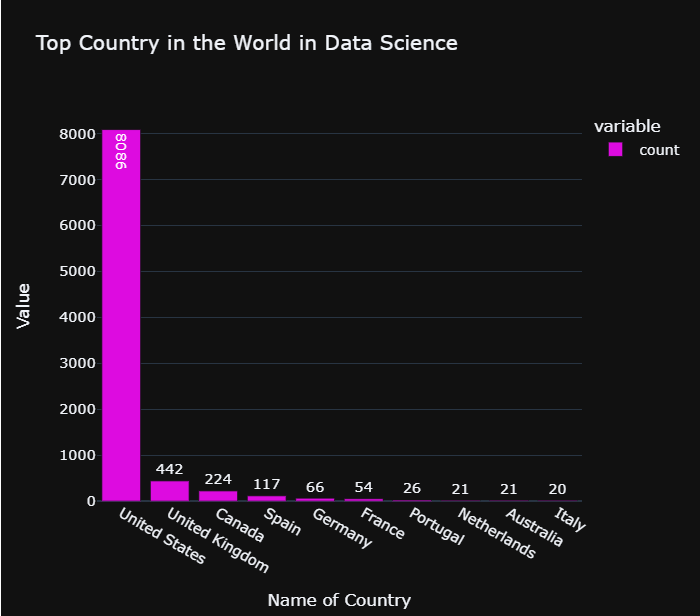 Top Country in the World in Data Science
variable
count
Value
8000
7000
6000
5000
4000
3000
2000
1000
0
8086
442
224
117
66
54
26
21
21
20
United States
United Kingdom
Canada
Spain
Germany
France
Portugal
Netherlands
Australia
Italy
Name of Country